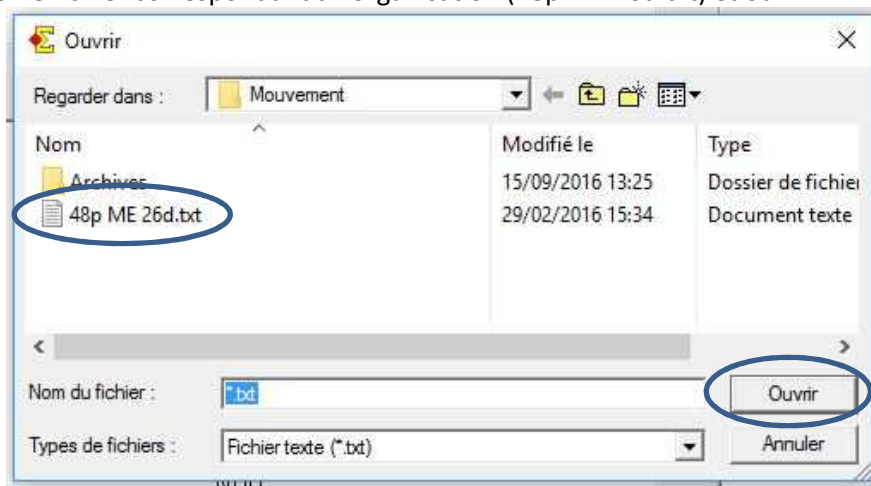 Ouvrir
Regarder dans : Mouvement
Nom Modifié le Type
Archives 15/09/2016 13:25 Dossier de fichier
48p ME 26d.txt 29/02/2016 15:34 Document texte
Nom du fichier : *.txt Ouvrir
Types de fichiers : Fichier texte (*.txt) Annuler